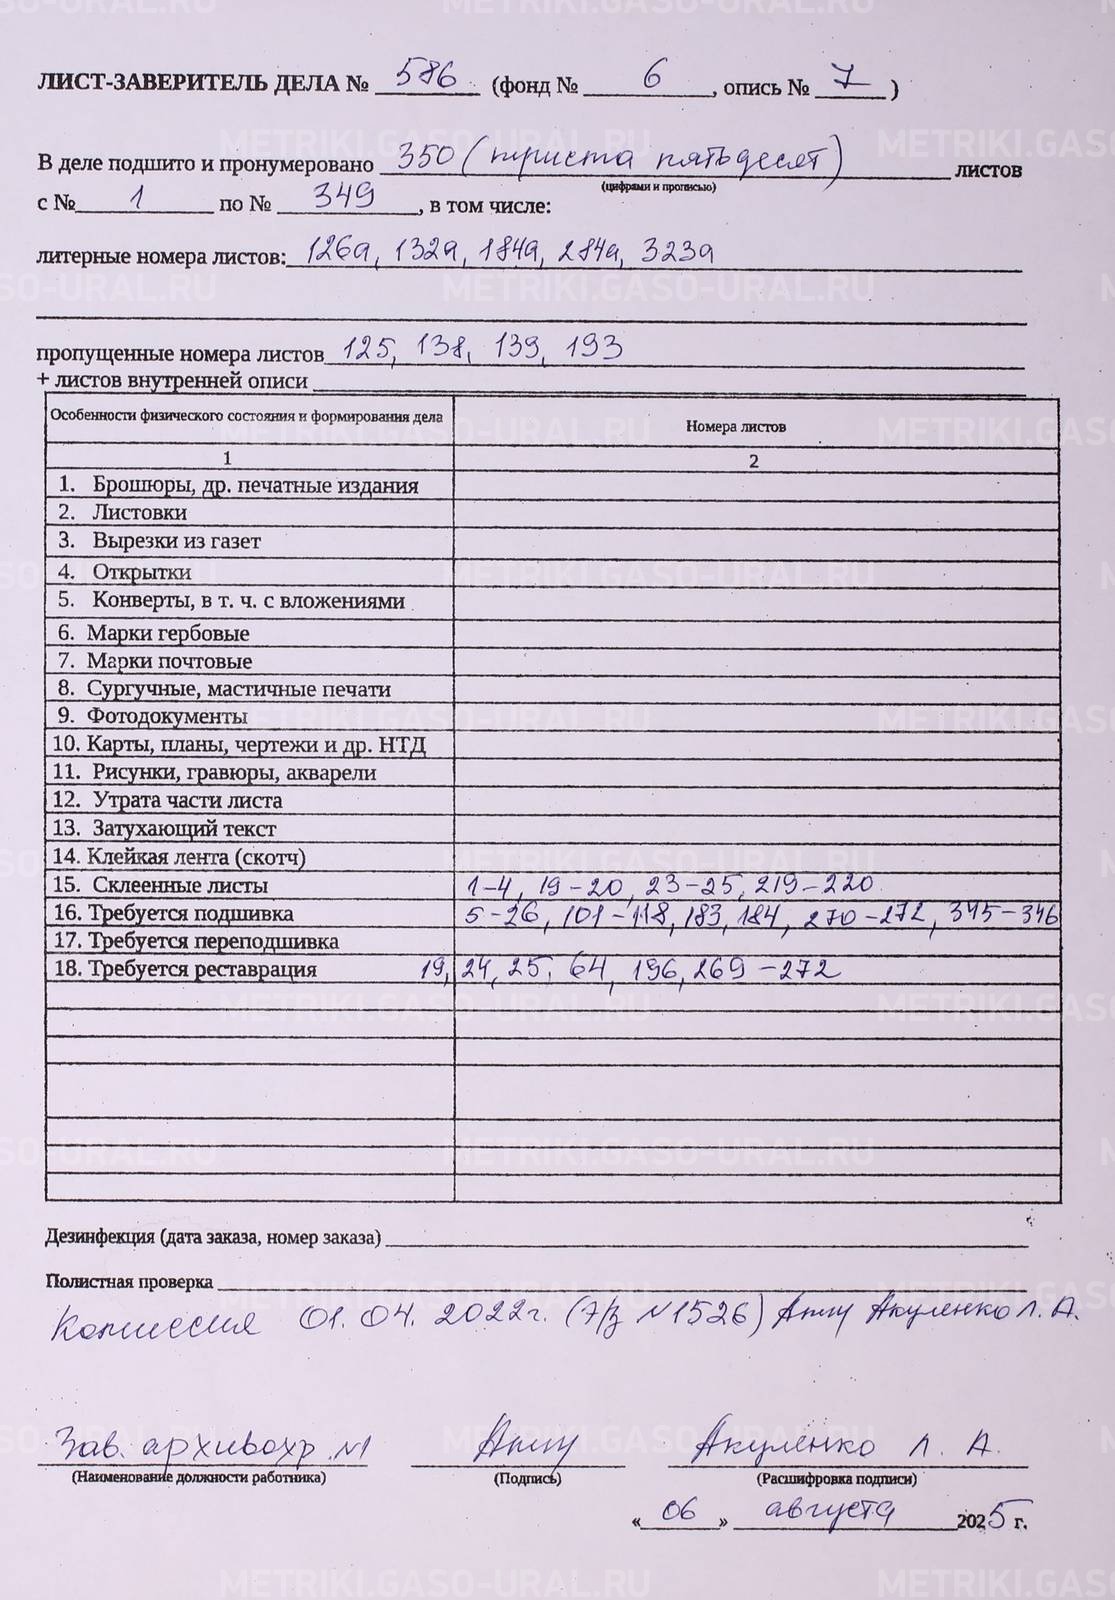 ЛИСТ-ЗАВЕРИТЕЛЬ ДЕЛА № 586 (фонд № 6, опись № 7)
В деле подшито и пронумеровано 350 (триста пятьдесят) листов
(цифрами и прописью)
с № 1 по № 349, в том числе:
литерные номера листов: 126а, 132а, 184а, 284а, 323а
пропущенные номера листов 125, 138, 139, 193
+ листов внутренней описи
Особенности физического состояния и формирования дела Номера листов
1 2
1. Брошюры, др. печатные издания
2. Листовки
3. Вырезки из газет
4. Открытки
5. Конверты, в т. ч. с вложениями
6. Марки гербовые
7. Марки почтовые
8. Сургучные, мастичные печати
9. Фотодокументы
10. Карты, планы, чертежи и др. НТД
11. Рисунки, гравюры, акварели
12. Утрата части листа
13. Затухающий текст
14. Клейкая лента (скотч)
15. Склеенные листы 1-4, 19-20, 23-25, 219-220
16. Требуется подшивка 5-26, 101-118, 183, 184, 270-272, 345-346
17. Требуется переподшивка
18. Требуется реставрация 19, 24, 25, 64, 196, 269-272
Дезинфекция (дата заказа, номер заказа)
Полистная проверка
Комиссия 01.04.2022г. (т/з №1526) Акуленко Л. А.
Зав. архивохр. №1 Акуленко Л. А.
(Наименование должности работника) (Подпись) (Расшифровка подписи)
« 06 » августа 2025 г.
METRIKI.GASO-URAL.RU